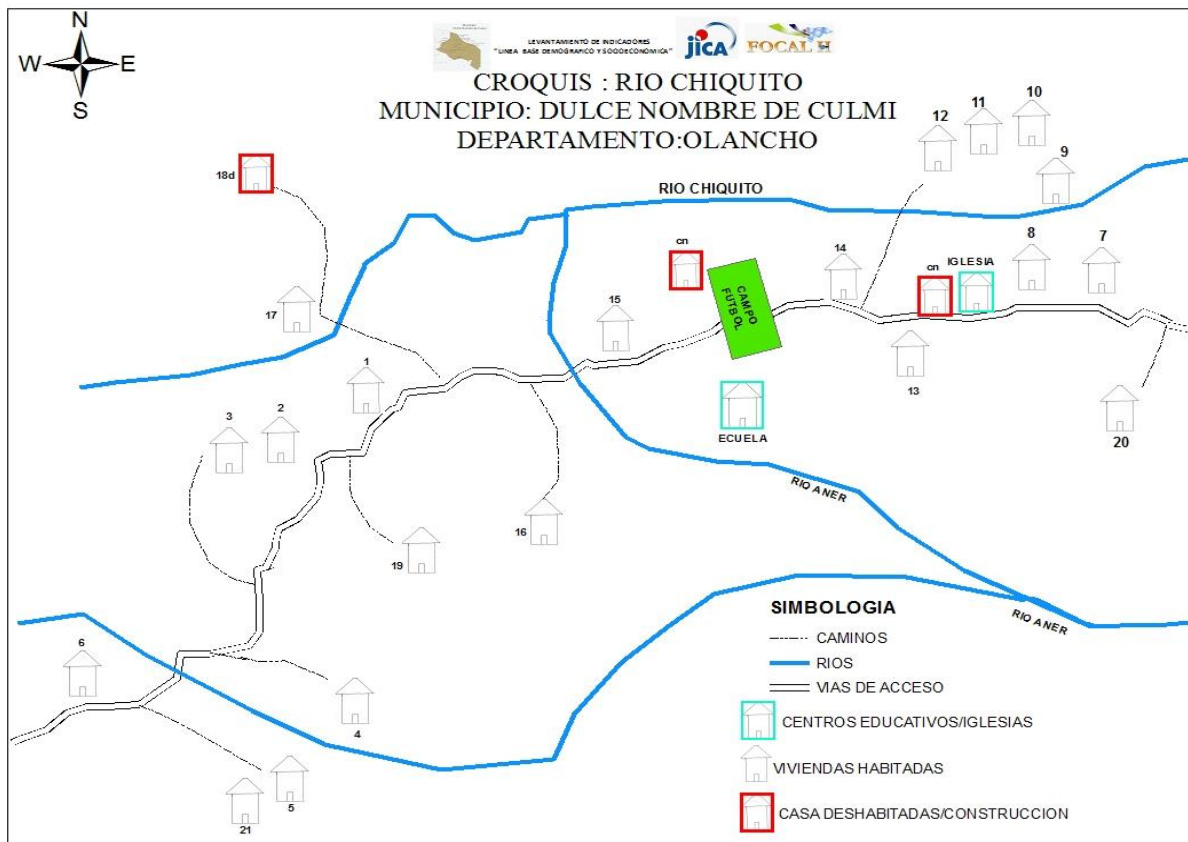 N
W E
S
LEVANTAMIENTO DE INDICADORES
"LINEA BASE DEMOGRAFICO Y SOCIOECONOMICA"
JICA
FOCAL II
CROQUIS : RIO CHIQUITO
MUNICIPIO: DULCE NOMBRE DE CULMI
DEPARTAMENTO:OLANCHO
10
11
12
9
18d
RIO CHIQUITO
cn
14
cn
IGLESIA
8
7
CAMPO
FUTBOL
17
15
1
13
3
2
ECUELA
20
RIO ANER
16
19
SIMBOLOGIA
CAMINOS
RIOS
VIAS DE ACCESO
CENTROS EDUCATIVOS/IGLESIAS
VIVIENDAS HABITADAS
CASA DESHABITADAS/CONSTRUCCION
RIO ANER
6
4
5
21